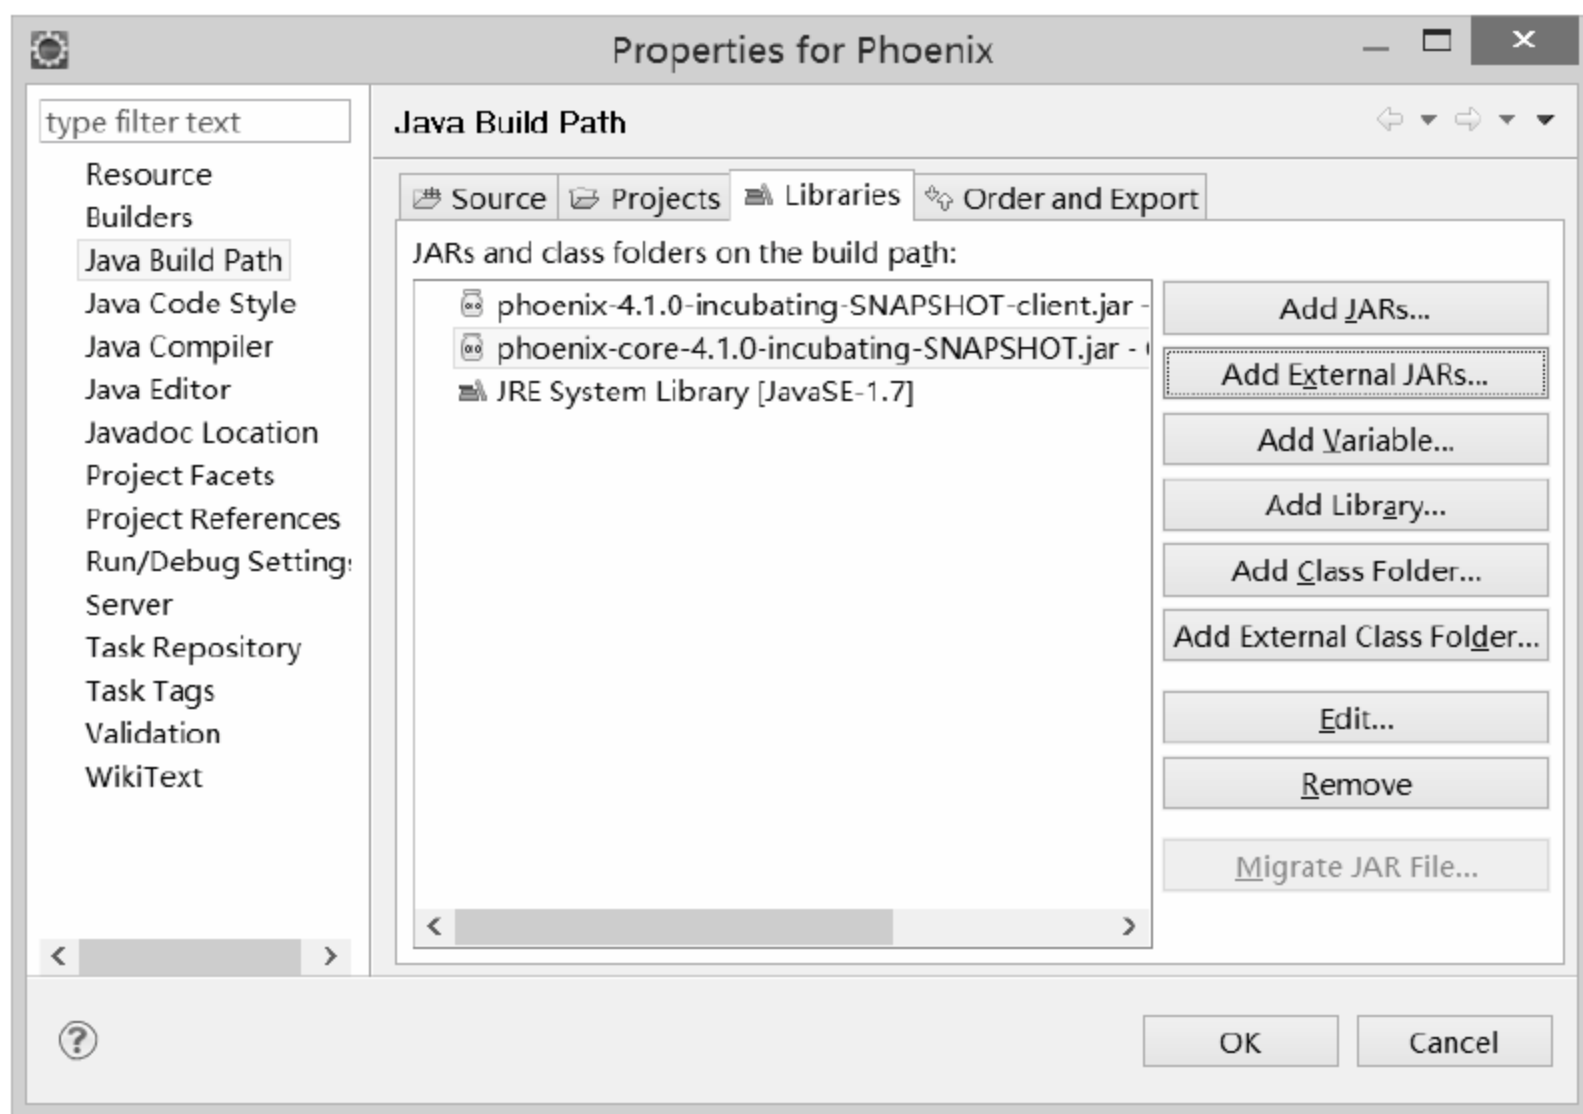 Properties for Phoenix
type filter text
Resource
Builders
Java Build Path
Java Code Style
Java Compiler
Java Editor
Javadoc Location
Project Facets
Project References
Run/Debug Setting
Server
Task Repository
Task Tags
Validation
WikiText
Java Build Path
Source Projects Libraries Order and Export
JARs and class folders on the build path:
phoenix-4.1.0-incubating-SNAPSHOT-client.jar -
phoenix-core-4.1.0-incubating-SNAPSHOT.jar -
JRE System Library [JavaSE-1.7]
Add JARs...
Add External JARs...
Add Variable...
Add Library...
Add Class Folder...
Add External Class Folder...
Edit...
Remove
Migrate JAR File...
OK
Cancel